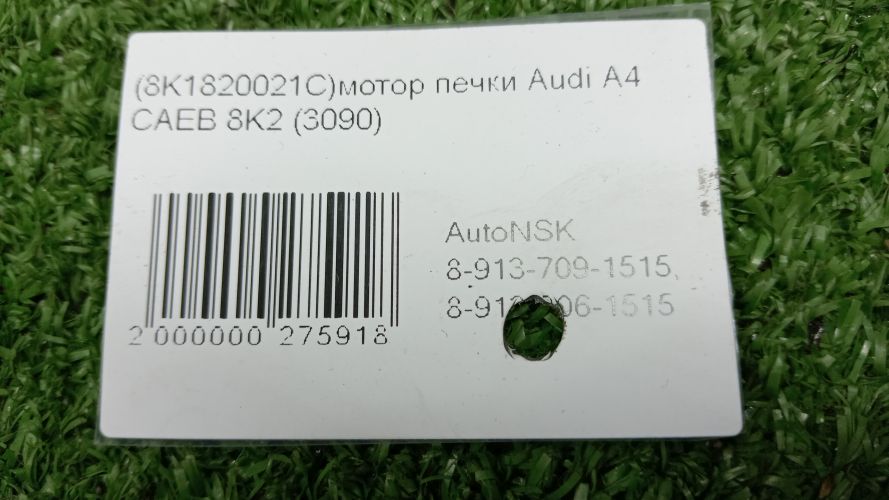 (8K1820021C)мотор печки Audi A4
CAEB 8K2 (3090)
AutoNSK
8-913-709-1515,
2 000000 275918